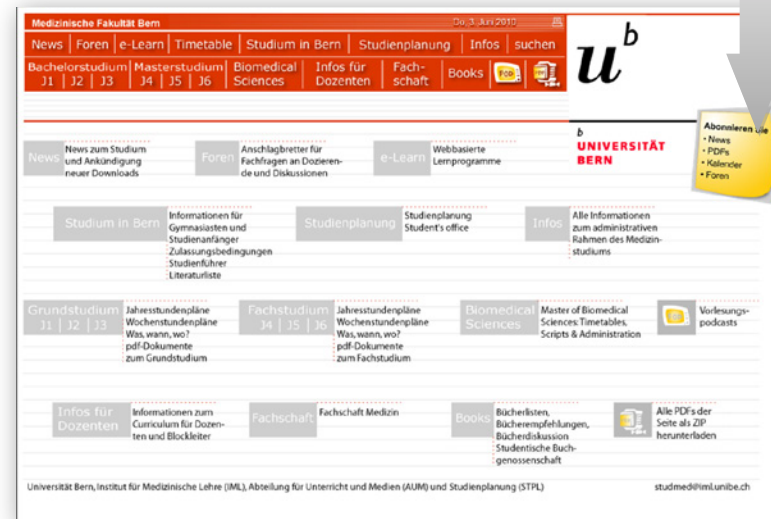 Medizinische Fakultät Bern
Do, 3. Juni 2010
News | Foren | e-Learn | Timetable | Studium in Bern | Studienplanung | Infos | suchen
Bachelorstudium
J1 | J2 | J3
Masterstudium
J4 | J5 | J6
Biomedical
Sciences
Infos für
Dozenten
Fach-
schaft
Books
POD
u^b
b
UNIVERSITÄT
BERN
Abonnieren Sie
• News
• PDFs
• Kalender
• Foren
News
News zum Studium
und Ankündigung
neuer Downloads
Foren
Anschlagbretter für
Fachfragen an Dozieren-
de und Diskussionen
e-Learn
Webbasierte
Lernprogramme
Studium in Bern
Informationen für
Gymnasiasten und
Studienanfänger
Zulassungsbedingungen
Studienführer
Literaturliste
Studienplanung
Studienplanung
Student's office
Infos
Alle Informationen
zum administrativen
Rahmen des Medizin-
studiums
Grundstudium
J1 | J2 | J3
Jahresstundenpläne
Wochenstundenpläne
Was, wann, wo?
pdf-Dokumente
zum Grundstudium
Fachstudium
J4 | J5 | J6
Jahresstundenpläne
Wochenstundenpläne
Was, wann, wo?
pdf-Dokumente
zum Fachstudium
Biomedical
Sciences
Master of Biomedical
Sciences: Timetables,
Scripts & Administration
Vorlesungs-
podcasts
Infos für
Dozenten
Informationen zum
Curriculum für Dozen-
ten und Blockleiter
Fachschaft
Fachschaft Medizin
Books
Bücherlisten,
Bücherempfehlungen,
Bücherdiskussion
Studentische Buch-
genossenschaft
Alle PDFs der
Seite als ZIP
herunterladen
Universität Bern, Institut für Medizinische Lehre (IML), Abteilung für Unterricht und Medien (AUM) und Studienplanung (STPL)
studmed@iml.unibe.ch